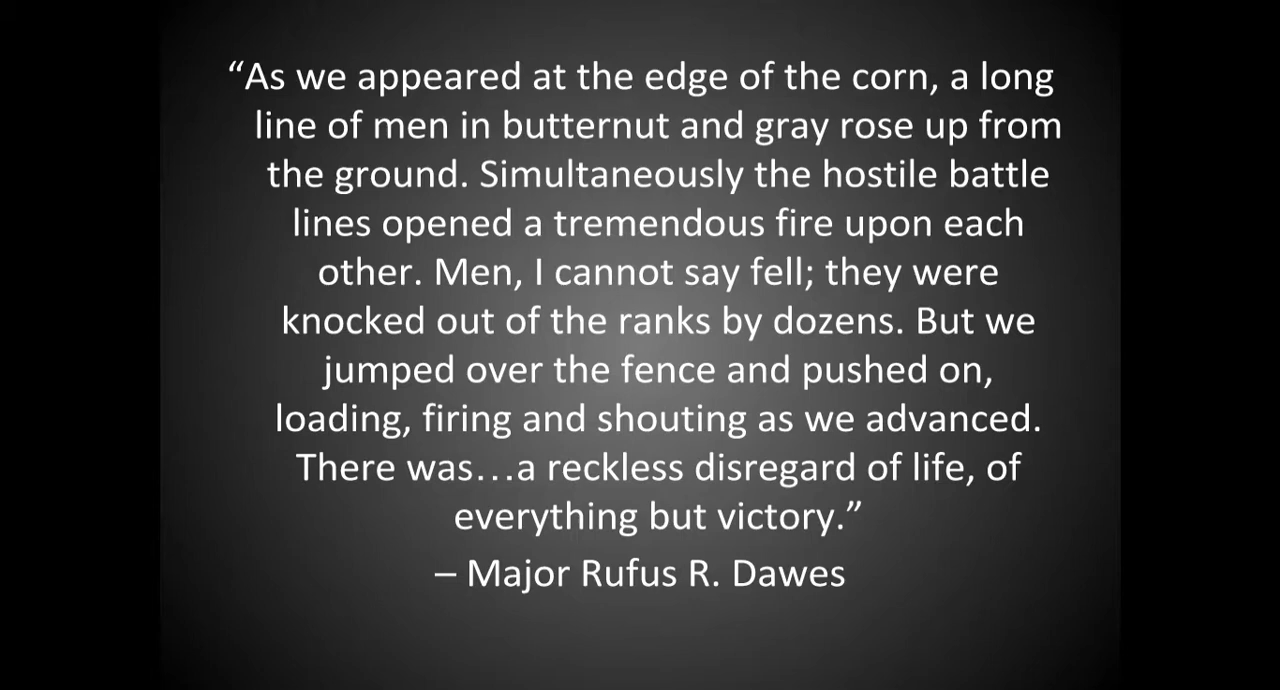 “As we appeared at the edge of the corn, a long
line of men in butternut and gray rose up from
the ground. Simultaneously the hostile battle
lines opened a tremendous fire upon each
other. Men, I cannot say fell; they were
knocked out of the ranks by dozens. But we
jumped over the fence and pushed on,
loading, firing and shouting as we advanced.
There was…a reckless disregard of life, of
everything but victory.”
– Major Rufus R. Dawes